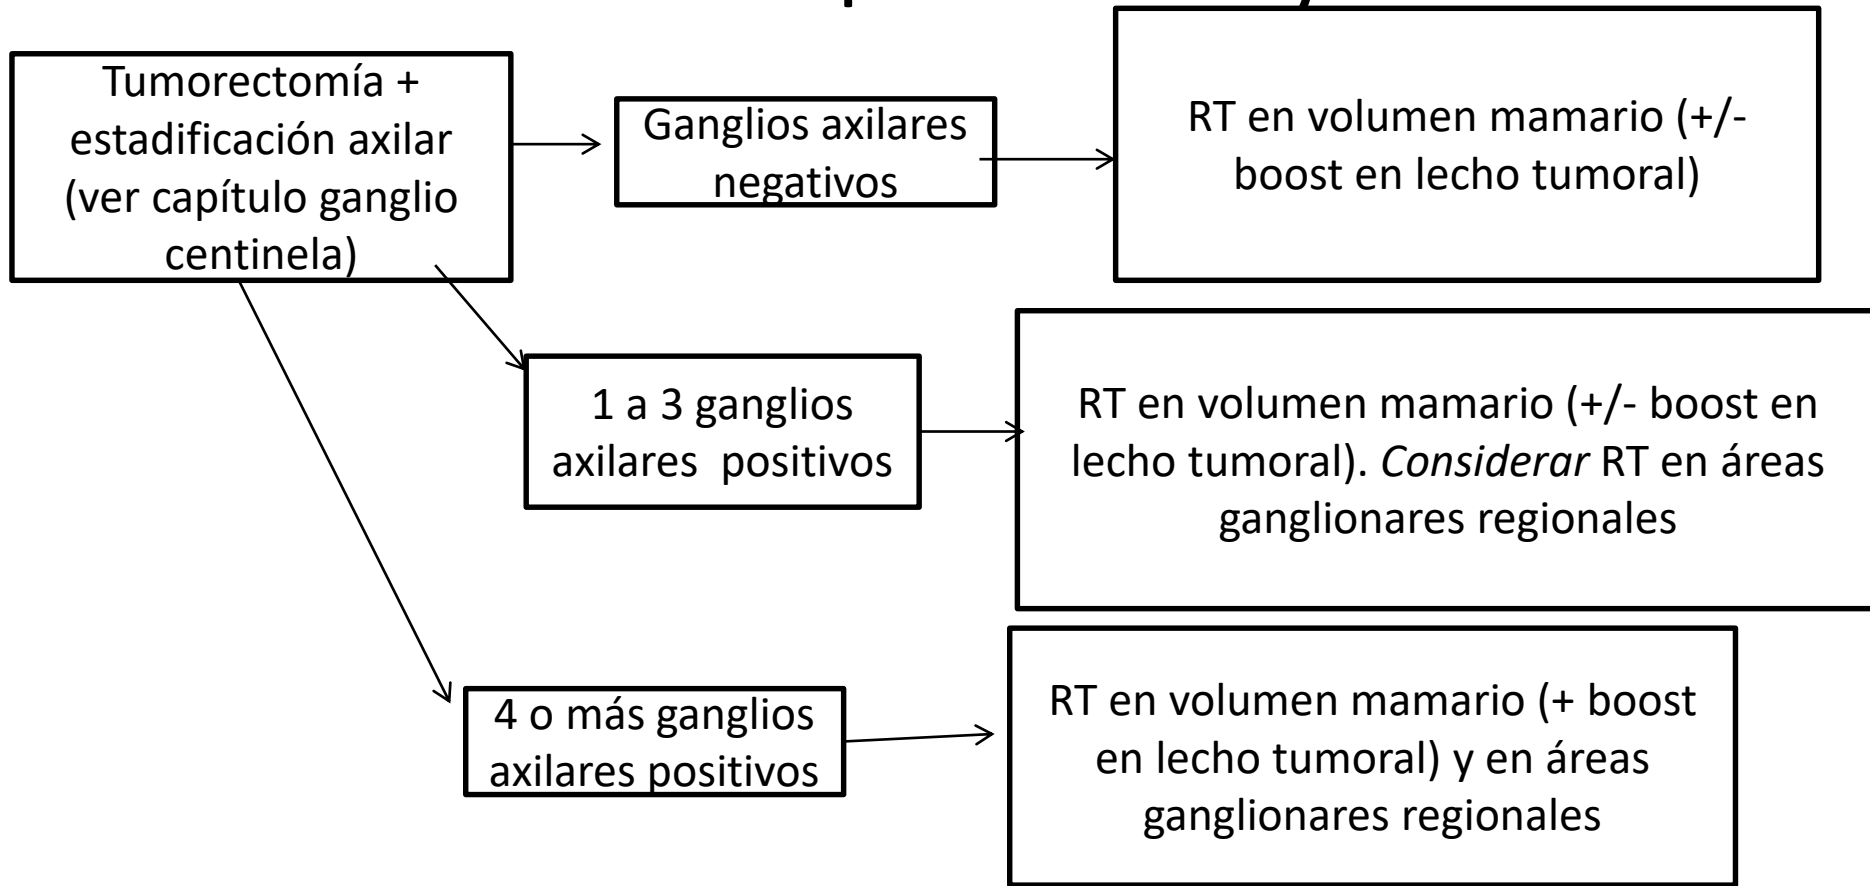 Tumorectomía +
estadificación axilar
(ver capítulo ganglio
centinela)
Ganglios axilares
negativos
RT en volumen mamario (+/-
boost en lecho tumoral)
1 a 3 ganglios
axilares positivos
RT en volumen mamario (+/- boost en
lecho tumoral). Considerar RT en áreas
ganglionares regionales
4 o más ganglios
axilares positivos
RT en volumen mamario (+ boost
en lecho tumoral) y en áreas
ganglionares regionales